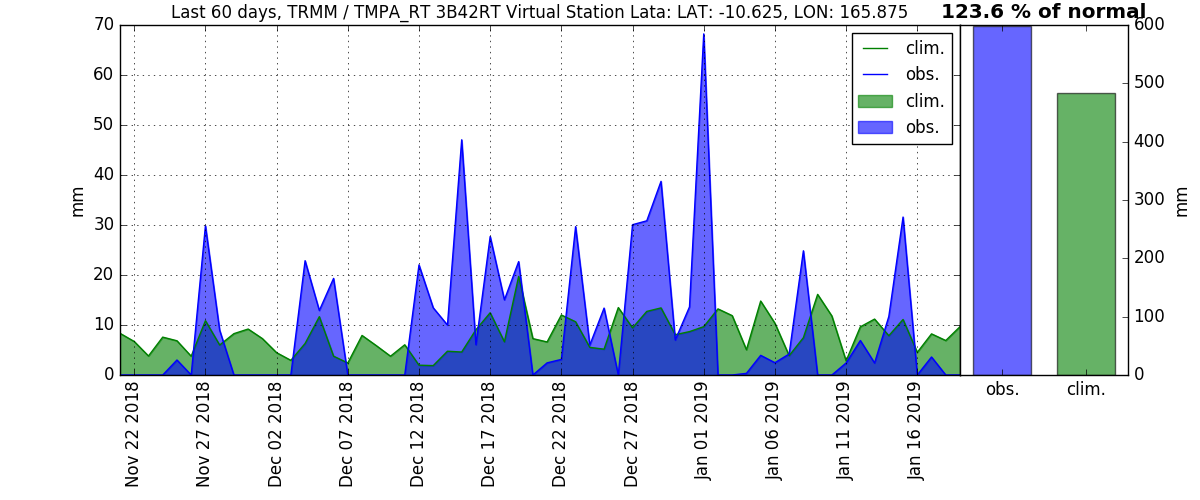 Last 60 days, TRMM / TMPA_RT 3B42RT Virtual Station Lata: LAT: -10.625, LON: 165.875
123.6 % of normal
70
60
50
40
30
20
10
0
mm
clim.
obs.
clim.
obs.
Nov 22 2018
Nov 27 2018
Dec 02 2018
Dec 07 2018
Dec 12 2018
Dec 17 2018
Dec 22 2018
Dec 27 2018
Jan 01 2019
Jan 06 2019
Jan 11 2019
Jan 16 2019
600
500
400
300
200
100
0
mm
obs.
clim.